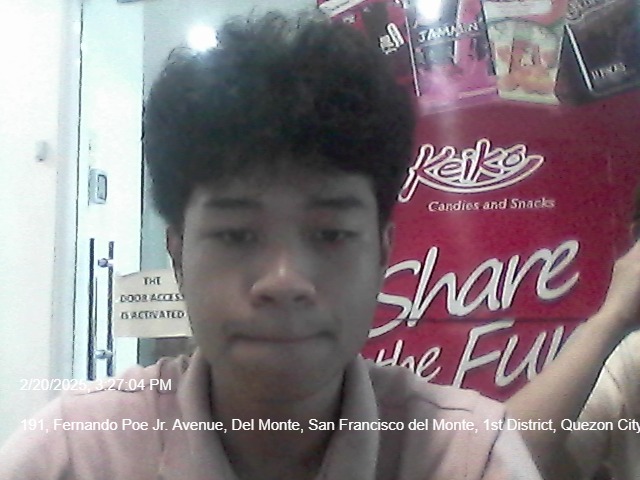 JAMAICAN
Keiko
Candies and Snacks
Share
the Fun
THE
DOOR ACCESS
IS ACTIVATED
2/20/2025, 3:27:04 PM
191, Fernando Poe Jr. Avenue, Del Monte, San Francisco del Monte, 1st District, Quezon City